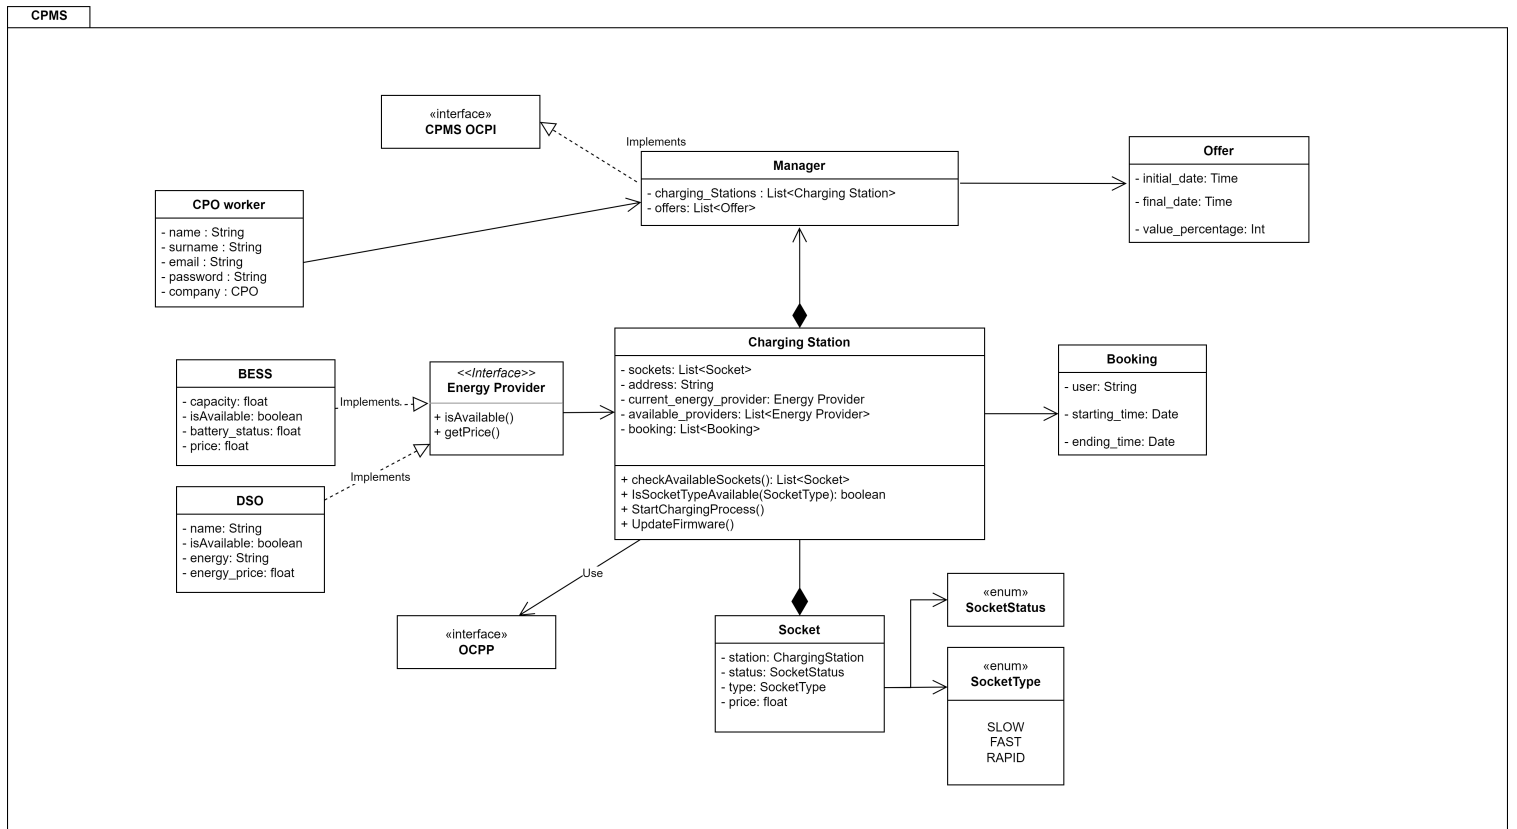 CPMS
«interface»
CPMS OCPI
Implements
Manager
- charging_Stations : List<Charging Station>
- offers: List<Offer>
Offer
- initial_date: Time
- final_date: Time
- value_percentage: Int
CPO worker
- name : String
- surname : String
- email : String
- password : String
- company : CPO
Charging Station
- sockets: List<Socket>
- address: String
- current_energy_provider: Energy Provider
- available_providers: List<Energy Provider>
- booking: List<Booking>
+ checkAvailableSockets(): List<Socket>
+ IsSocketTypeAvailable(SocketType): boolean
+ StartChargingProcess()
+ UpdateFirmware()
Booking
- user: String
- starting_time: Date
- ending_time: Date
BESS
- capacity: float
- isAvailable: boolean
- battery_status: float
- price: float
Implements
<<Interface>>
Energy Provider
+ isAvailable()
+ getPrice()
Implements
DSO
- name: String
- isAvailable: boolean
- energy: String
- energy_price: float
Use
«interface»
OCPP
Socket
- station: ChargingStation
- status: SocketStatus
- type: SocketType
- price: float
«enum»
SocketStatus
«enum»
SocketType
SLOW
FAST
RAPID